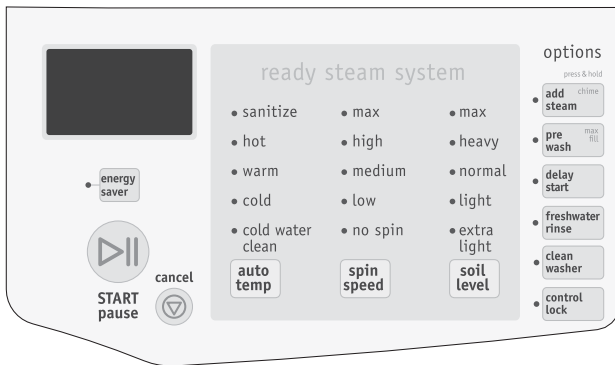 options
press & hold
ready steam system
sanitize
hot
warm
cold
cold water
clean
auto
temp
max
high
medium
low
no spin
spin
speed
max
heavy
normal
light
extra
light
soil
level
energy
saver
START
pause
cancel
add chime
steam
pre max
wash fill
delay
start
freshwater
rinse
clean
washer
control
lock